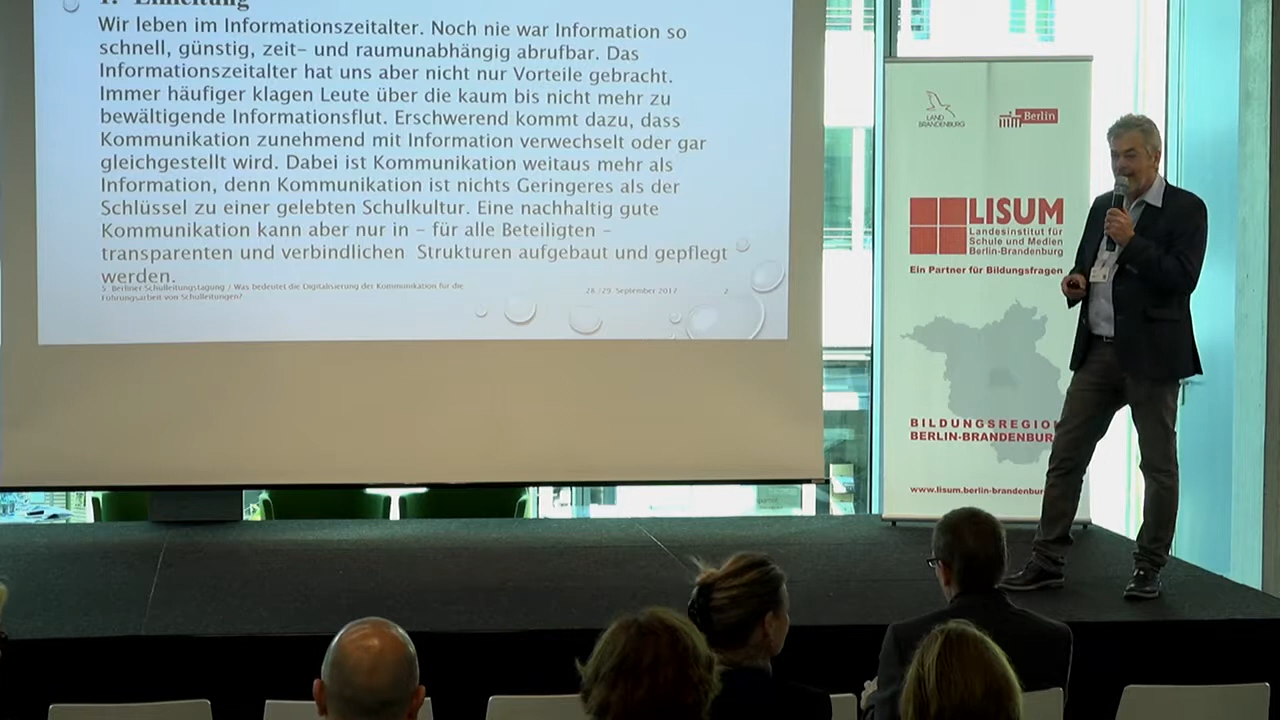 1. Einleitung
Wir leben im Informationszeitalter. Noch nie war Information so
schnell, günstig, zeit- und raumunabhängig abrufbar. Das
Informationszeitalter hat uns aber nicht nur Vorteile gebracht.
Immer häufiger klagen Leute über die kaum bis nicht mehr zu
bewältigende Informationsflut. Erschwerend kommt dazu, dass
Kommunikation zunehmend mit Information verwechselt oder gar
gleichgestellt wird. Dabei ist Kommunikation weitaus mehr als
Information, denn Kommunikation ist nichts Geringeres als der
Schlüssel zu einer gelebten Schulkultur. Eine nachhaltig gute
Kommunikation kann aber nur in - für alle Beteiligten -
transparenten und verbindlichen Strukturen aufgebaut und gepflegt
werden.
5. Berliner Schulleitungstagung / Was bedeutet die Digitalisierung der Kommunikation für die
Führungsarbeit von Schulleitungen?
28./29. September 2017
2
LAND
BRANDENBURG
Berlin
LISUM
Landesinstitut für
Schule und Medien
Berlin-Brandenburg
Ein Partner für Bildungsfragen
BILDUNGSREGIO
BERLIN-BRANDENBUR
www.lisum.berlin-brandenbur